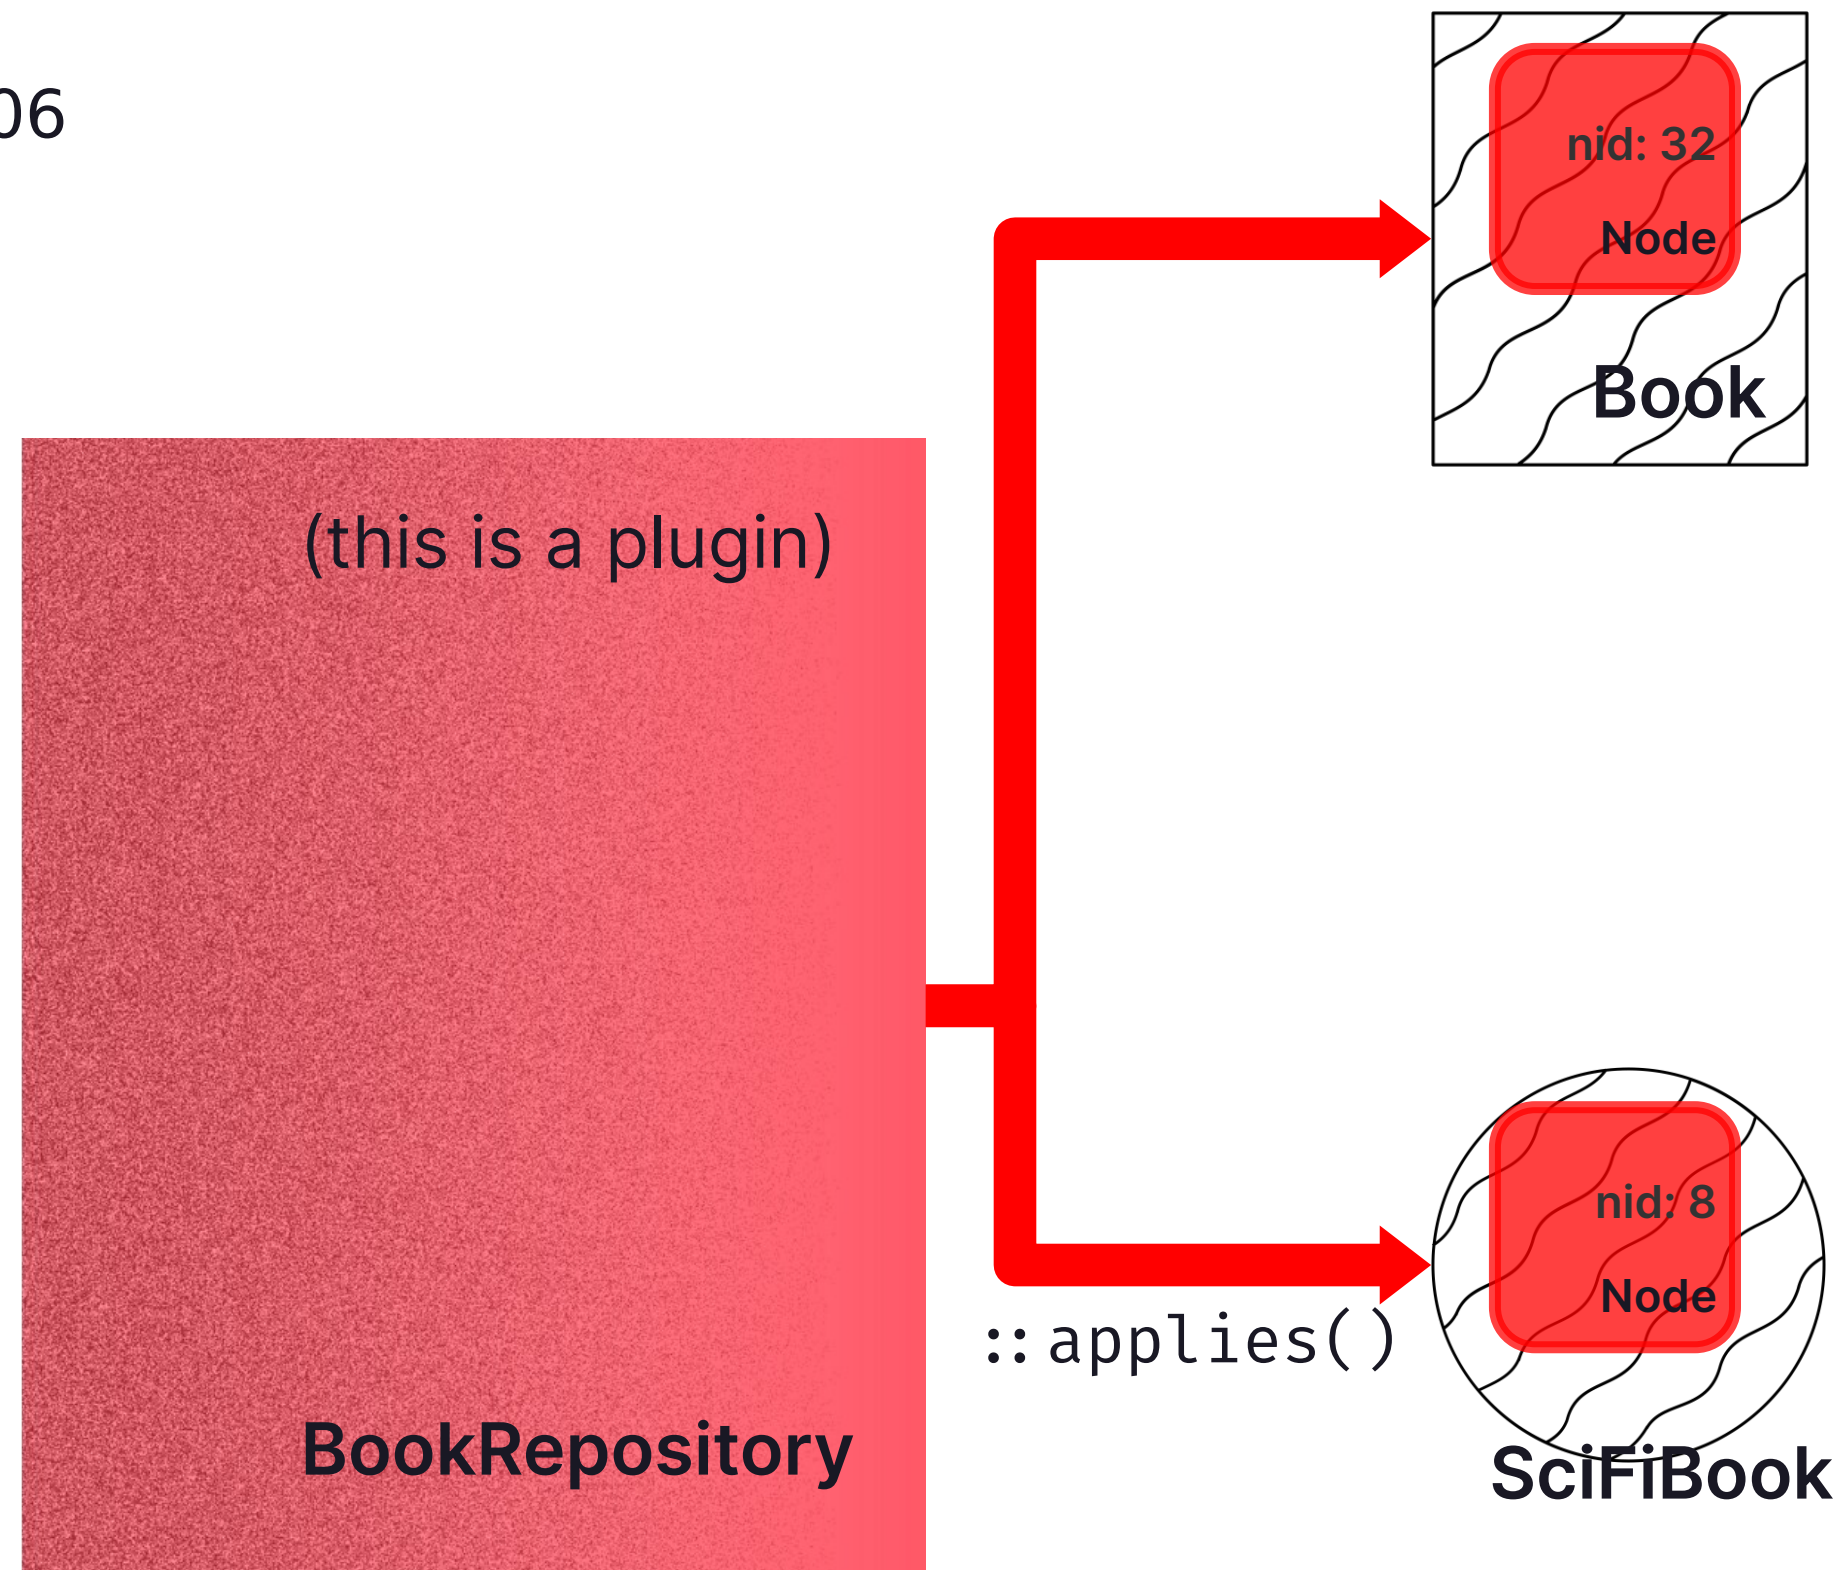 06
nid: 32
Node
Book
(this is a plugin)
nid: 8
Node
::applies()
BookRepository
SciFiBook